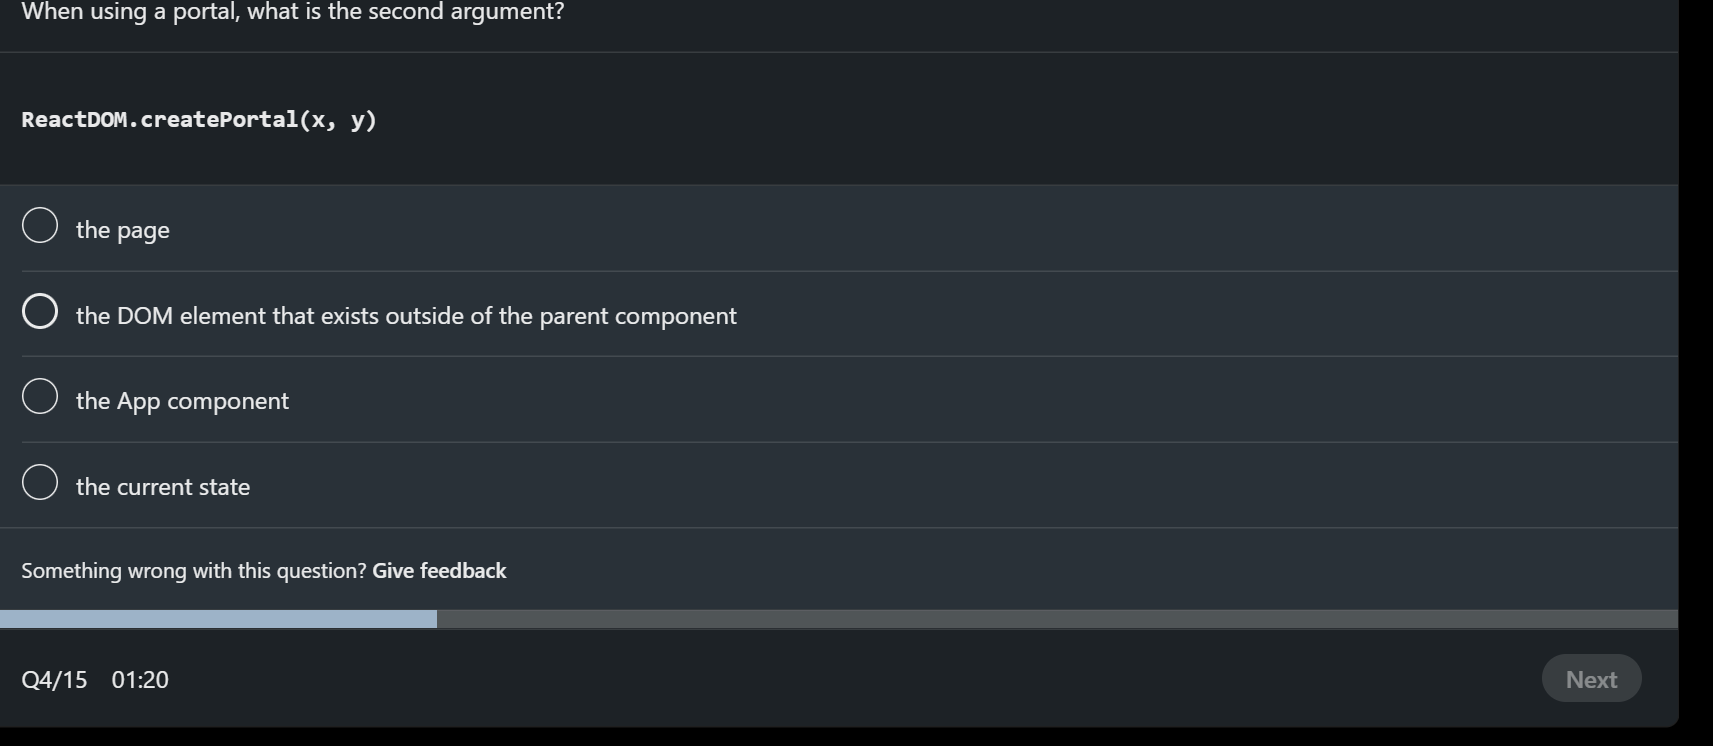 When using a portal, what is the second argument?
ReactDOM.createPortal(x, y)
the page
the DOM element that exists outside of the parent component
the App component
the current state
Something wrong with this question? Give feedback
Q4/15 01:20
Next